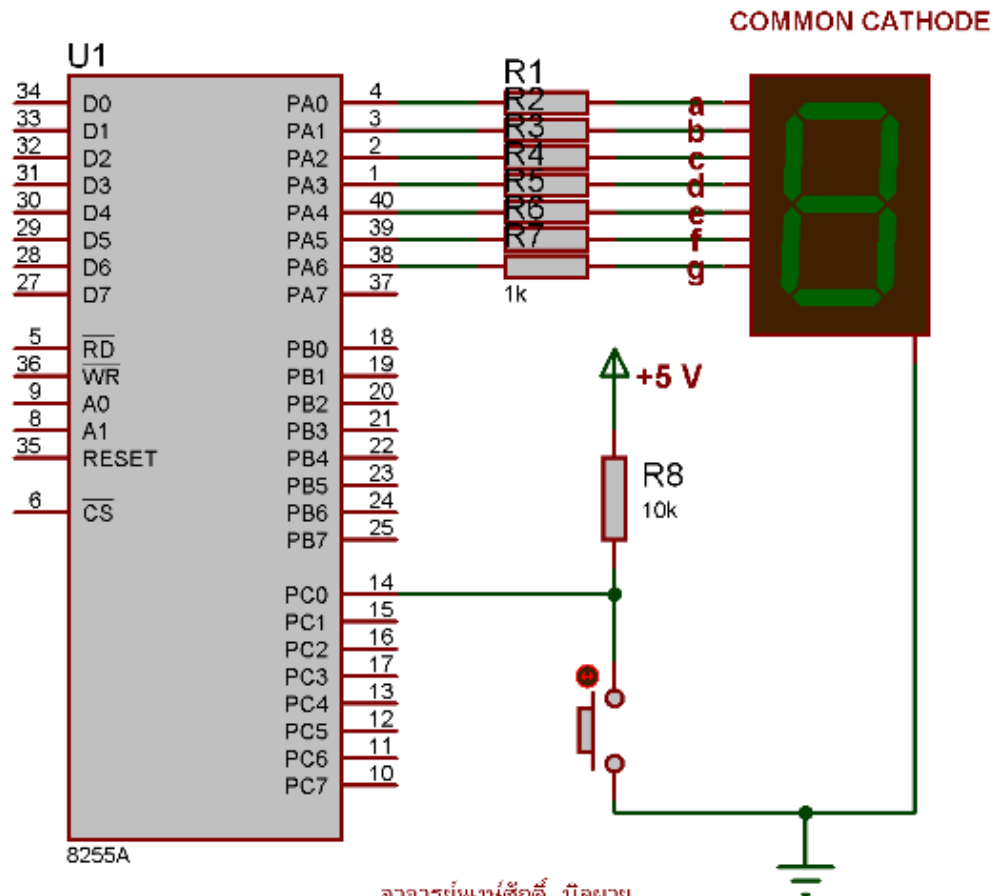 COMMON CATHODE
U1
34 D0 PA0 4
33 D1 PA1 3
32 D2 PA2 2
31 D3 PA3 1
30 D4 PA4 40
29 D5 PA5 39
28 D6 PA6 38
27 D7 PA7 37
5 RD PB0 18
36 WR PB1 19
9 A0 PB2 20
8 A1 PB3 21
35 RESET PB4 22
PB5 23
6 CS PB6 24
PB7 25
PC0 14
PC1 15
PC2 16
PC3 17
PC4 13
PC5 12
PC6 11
PC7 10
8255A
R1
R2
R3
R4
R5
R6
R7
1k
a
b
c
d
e
f
g
+5 V
R8
10k